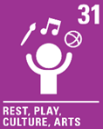 31
REST, PLAY,
CULTURE, ARTS